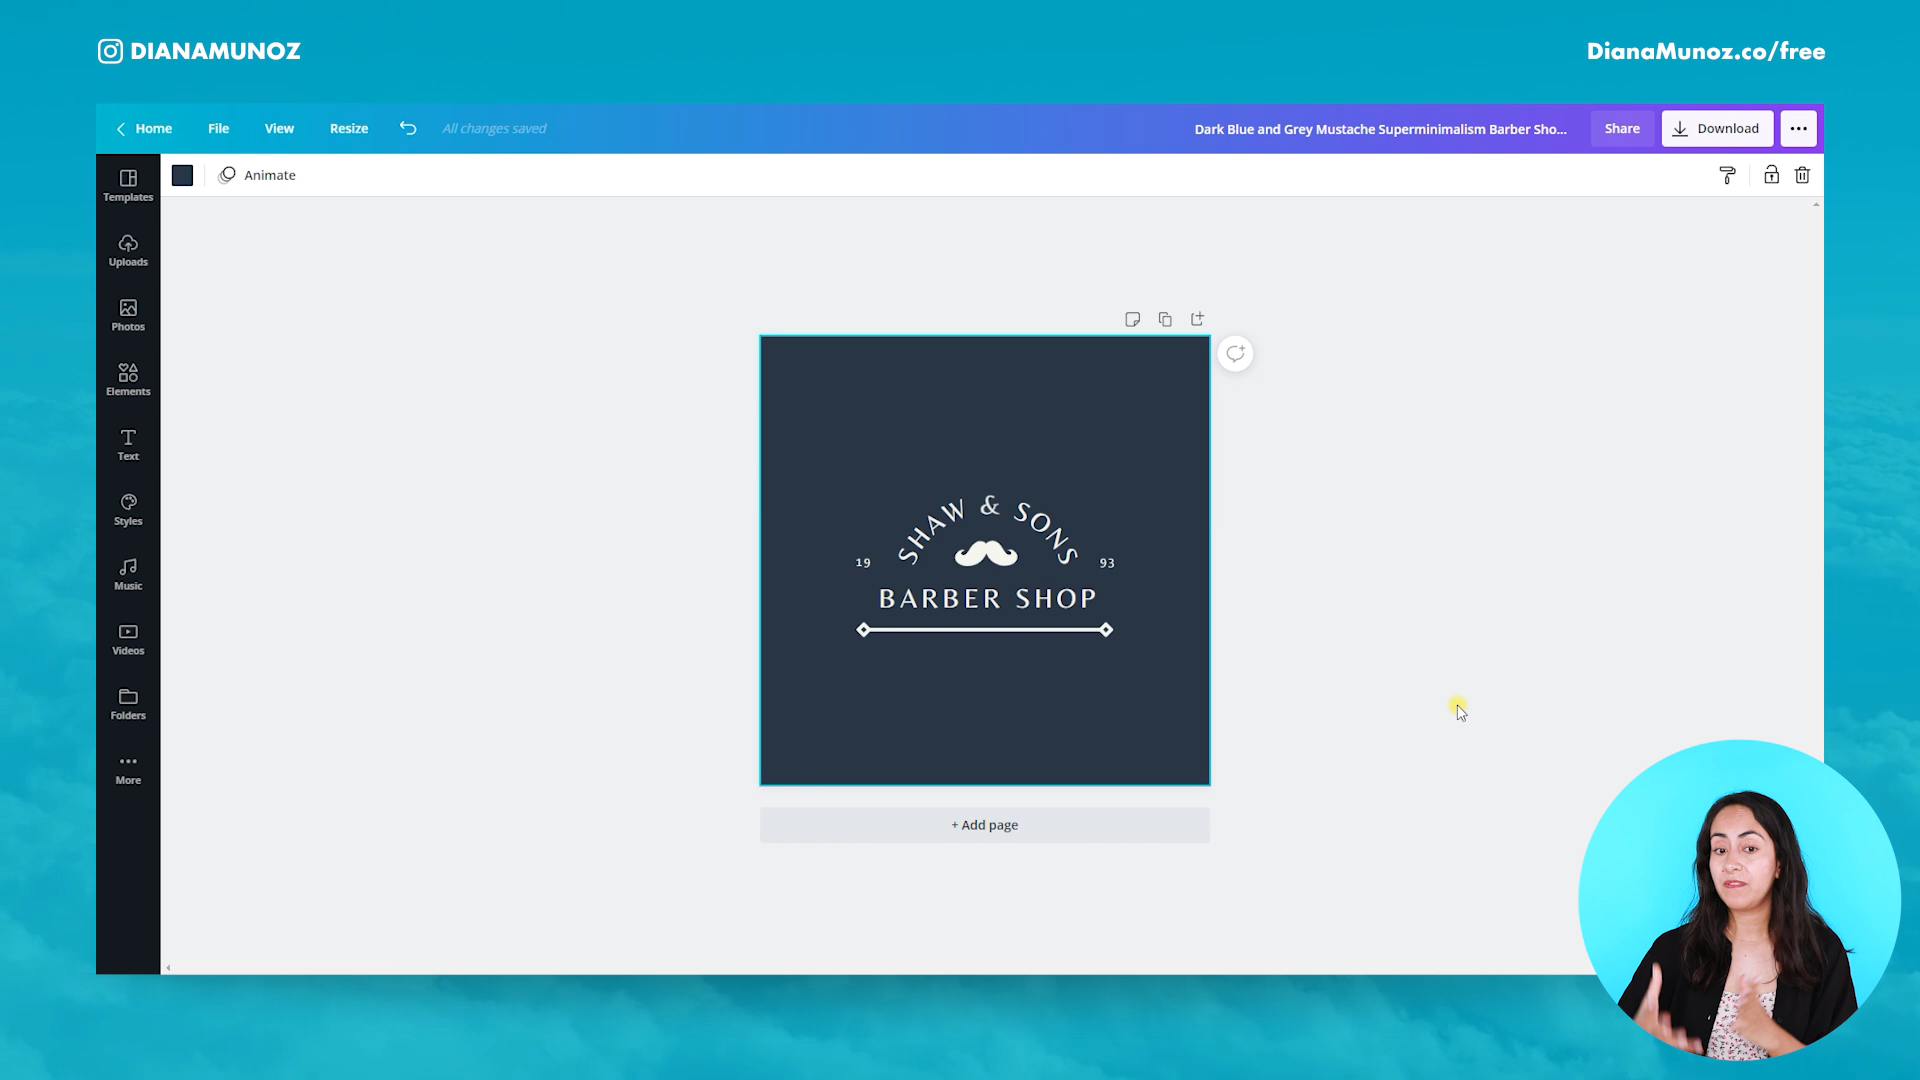 DIANAMUNOZ
DianaMunoz.co/free
Home File View Resize All changes saved Dark Blue and Grey Mustache Superminimalism Barber Sho... Share Download
Animate
Templates
Uploads
Photos
Elements
Text
Styles
Music
Videos
Folders
More
SHAW & SONS
19 93
BARBER SHOP
+ Add page